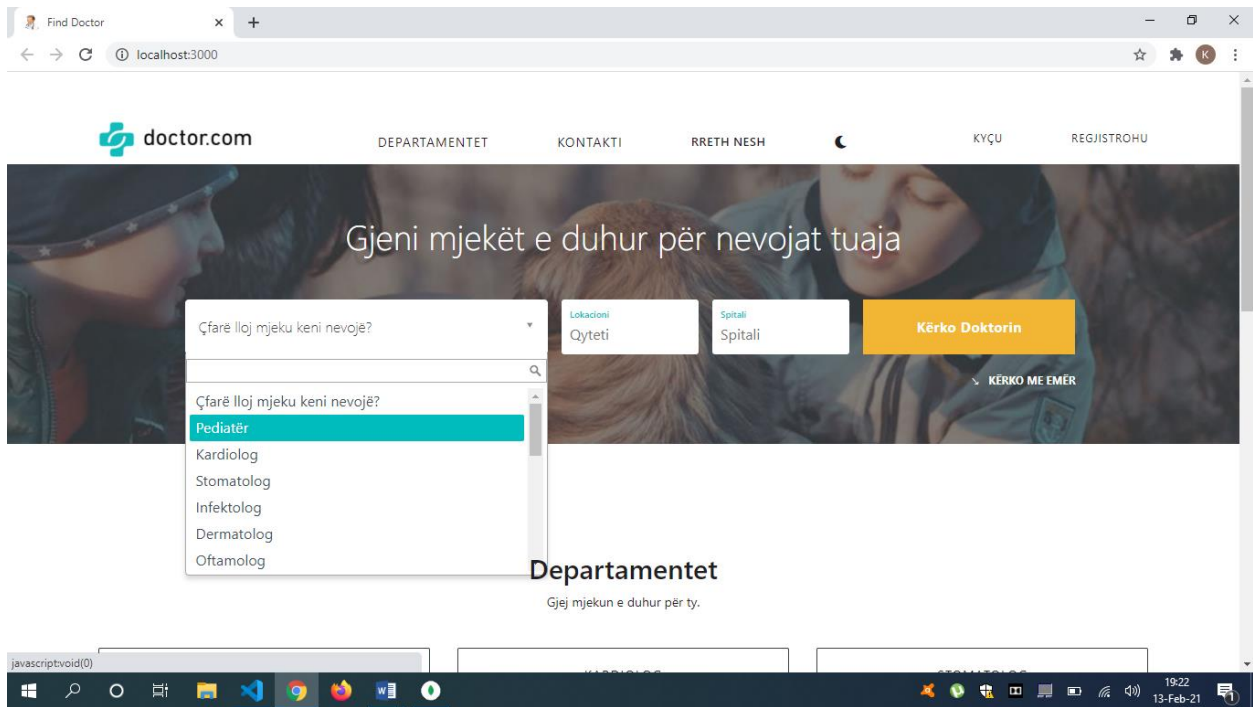 Find Doctor
localhost:3000
K
doctor.com
DEPARTAMENTET
KONTAKTI
RRETH NESH
KYÇU
REGJISTROHU
Gjeni mjekët e duhur për nevojat tuaja
Çfarë lloj mjeku keni nevojë?
Lokacioni
Qyteti
Spitali
Spitali
Kërko Doktorin
KËRKO ME EMËR
Çfarë lloj mjeku keni nevojë?
Pediatër
Kardiolog
Stomatolog
Infektolog
Dermatolog
Oftamolog
Departamentet
Gjej mjekun e duhur për ty.
KARDIOLOG
STOMATOLOG
javascript:void(0)
19:22
13-Feb-21
1